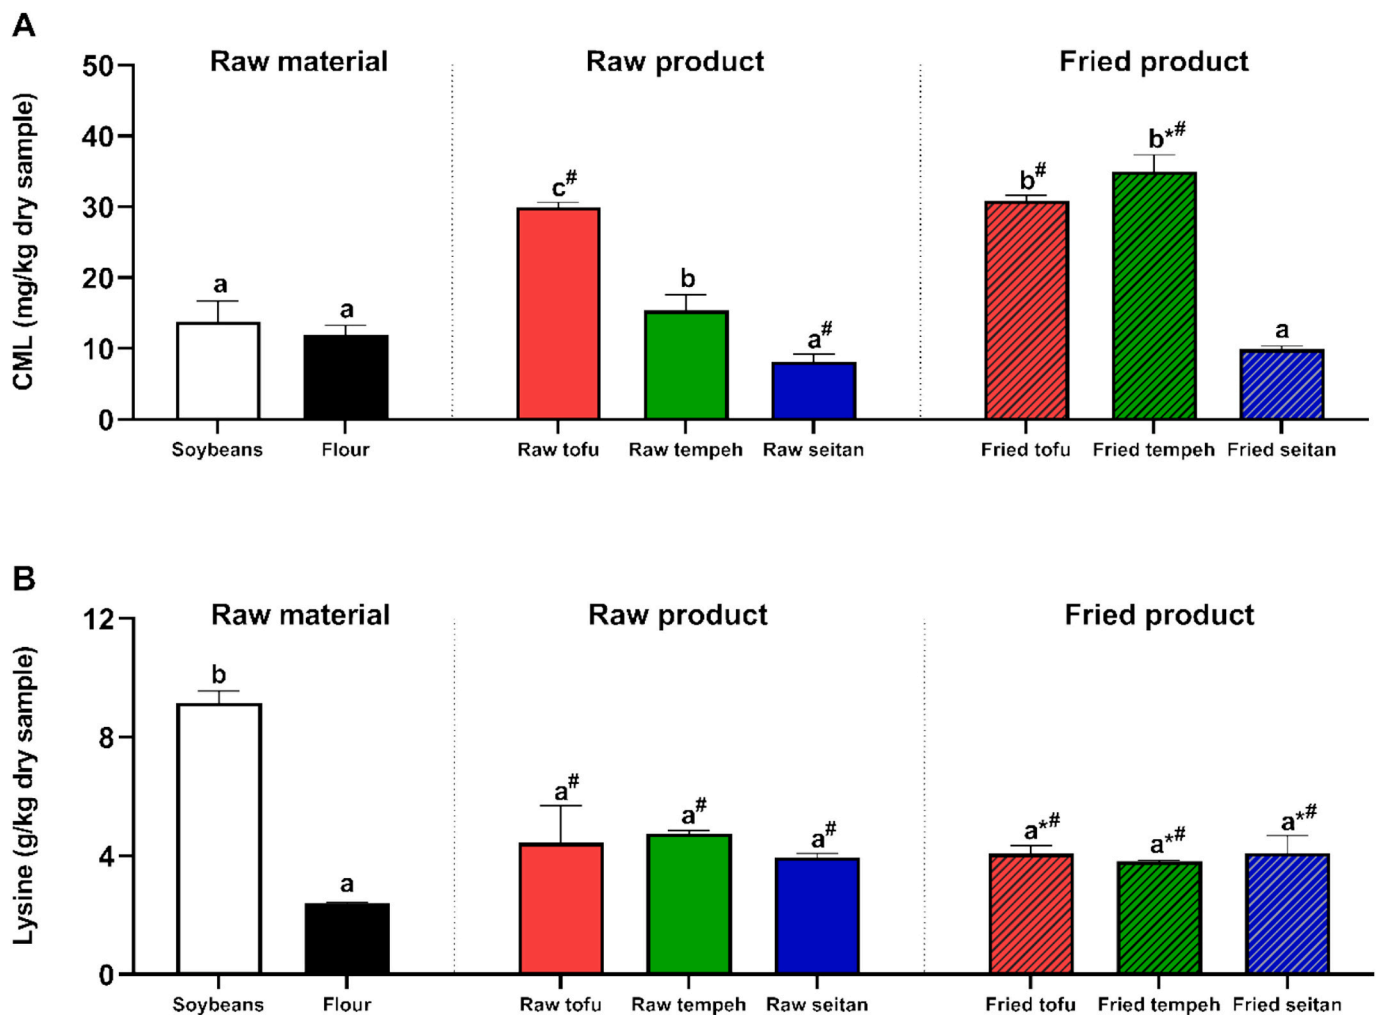 A
Raw material Raw product Fried product
CML (mg/kg dry sample)
50
40
30
20
10
0
a a c# b a# b# b*# a
Soybeans Flour Raw tofu Raw tempeh Raw seitan Fried tofu Fried tempeh Fried seitan
B
Raw material Raw product Fried product
Lysine (g/kg dry sample)
12
8
4
0
b a a# a# a# a*# a*# a*#
Soybeans Flour Raw tofu Raw tempeh Raw seitan Fried tofu Fried tempeh Fried seitan